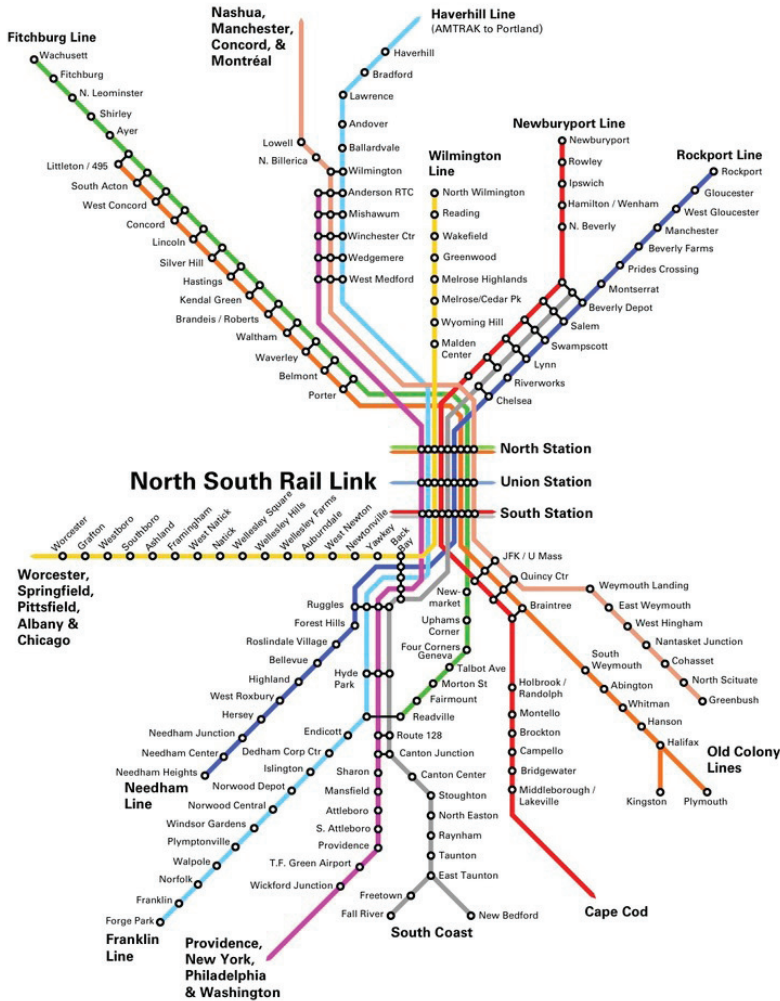 Nashua,
Manchester,
Concord, &
Montréal
Haverhill Line
(AMTRAK to Portland)
Fitchburg Line
Wachusett
Fitchburg
N. Leominster
Shirley
Ayer
Littleton / 495
South Acton
West Concord
Concord
Lincoln
Silver Hill
Hastings
Kendal Green
Brandeis / Roberts
Waltham
Waverley
Belmont
Porter
Lowell
N. Billerica
Haverhill
Bradford
Lawrence
Andover
Ballardvale
Wilmington
Anderson RTC
Mishawum
Winchester Ctr
Wedgemere
West Medford
Wilmington
Line
North Wilmington
Reading
Wakefield
Greenwood
Melrose Highlands
Melrose/Cedar Pk
Wyoming Hill
Malden
Center
Newburyport Line
Newburyport
Rowley
Ipswich
Hamilton / Wenham
N. Beverly
Rockport Line
Rockport
Gloucester
West Gloucester
Manchester
Beverly Farms
Prides Crossing
Montserrat
Beverly Depot
Salem
Swampscott
Lynn
Riverworks
Chelsea
North Station
Union Station
South Station
North South Rail Link
Worcester
Grafton
Westboro
Southboro
Ashland
Framingham
West Natick
Natick
Wellesley Square
Wellesley Hills
Wellesley Farms
Auburndale
West Newton
Newtonville
Yawkey
Back
Bay
Worcester,
Springfield,
Pittsfield,
Albany &
Chicago
Ruggles
Forest Hills
Roslindale Village
Bellevue
Highland
West Roxbury
Hersey
Needham Junction
Needham Center
Needham Heights
Needham
Line
Hyde
Park
New-
market
Uphams
Corner
Four Corners
Geneva
Talbot Ave
Morton St
Fairmount
Readville
Endicott
Dedham Corp Ctr
Islington
Norwood Depot
Norwood Central
Windsor Gardens
Plymptonville
Walpole
Norfolk
Franklin
Forge Park
Franklin
Line
Route 128
Canton Junction
Sharon
Mansfield
Attleboro
S. Attleboro
Providence
T.F. Green Airport
Wickford Junction
Providence,
New York,
Philadelphia
& Washington
Canton Center
Stoughton
North Easton
Raynham
Taunton
East Taunton
Freetown
Fall River
New Bedford
South Coast
JFK / U Mass
Quincy Ctr
Braintree
Holbrook /
Randolph
Montello
Brockton
Campello
Bridgewater
Middleborough /
Lakeville
Cape Cod
Weymouth Landing
East Weymouth
West Hingham
Nantasket Junction
Cohasset
North Scituate
Greenbush
South
Weymouth
Abington
Whitman
Hanson
Halifax
Kingston
Plymouth
Old Colony
Lines